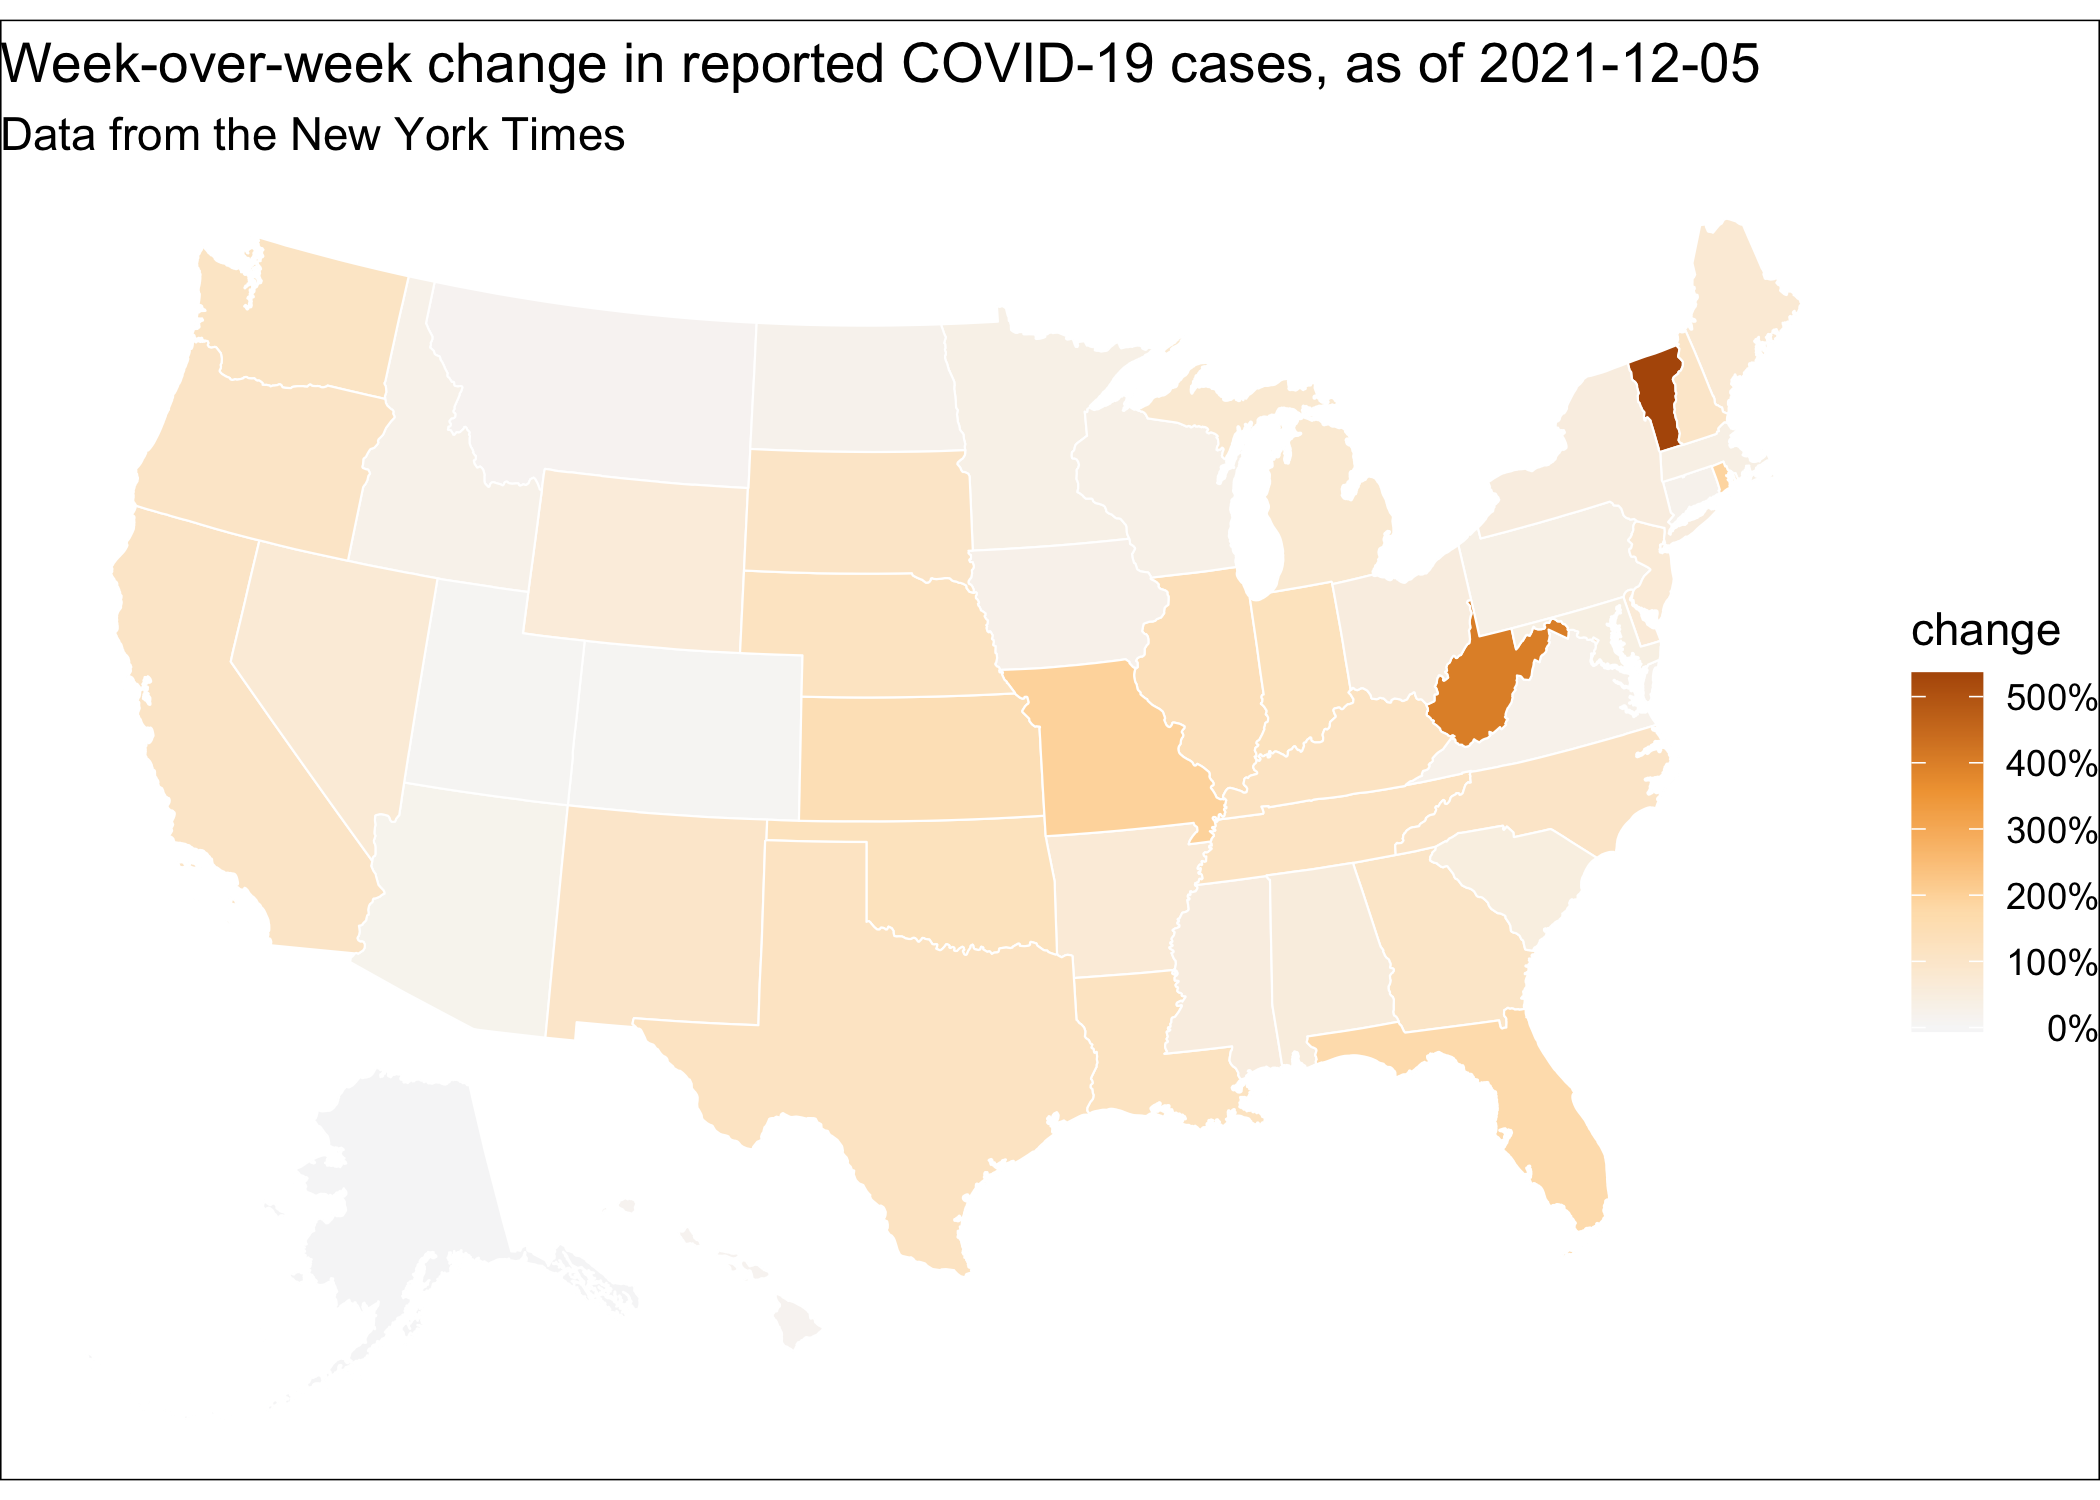 Week-over-week change in reported COVID-19 cases, as of 2021-12-05
Data from the New York Times
change
500%
400%
300%
200%
100%
0%